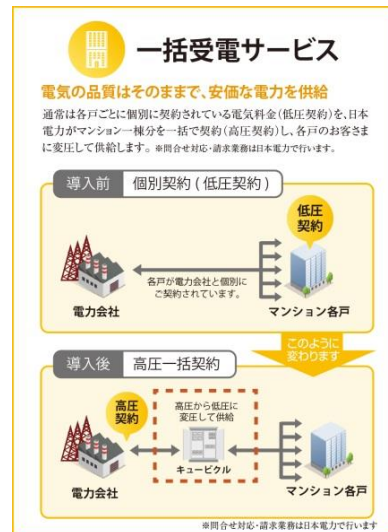 一括受電サービス
電気の品質はそのままで、安価な電力を供給
通常は各戸ごとに個別に契約されている電気料金(低圧契約)を、日本
電力がマンション一棟分を一括で契約(高圧契約)し、各戸のお客さま
に変圧して供給します。※問合せ対応・請求業務は日本電力で行います。
導入前 個別契約(低圧契約)
低圧
契約
各戸が電力会社と個別に
ご契約されています。
電力会社
マンション各戸
このように
変わります
導入後 高圧一括契約
高圧
契約
高圧から低圧に
変圧して供給
キュービクル
電力会社
マンション各戸
※問合せ対応・請求業務は日本電力で行います